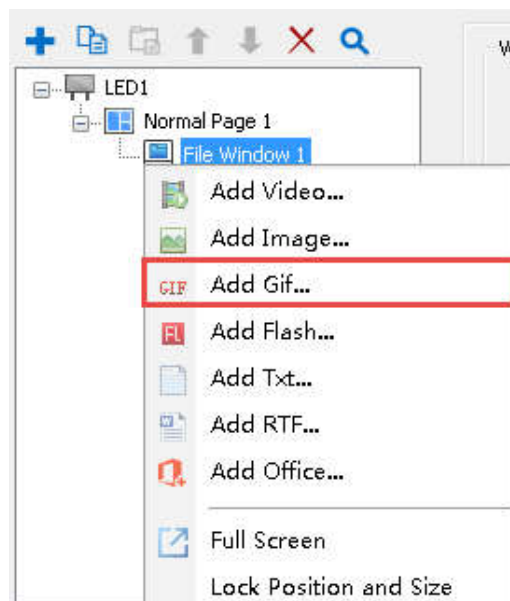 W
LED1
Normal Page 1
File Window 1
Add Video...
Add Image...
GIF Add Gif...
FL Add Flash...
Add Txt...
Add RTF...
Add Office...
Full Screen
Lock Position and Size